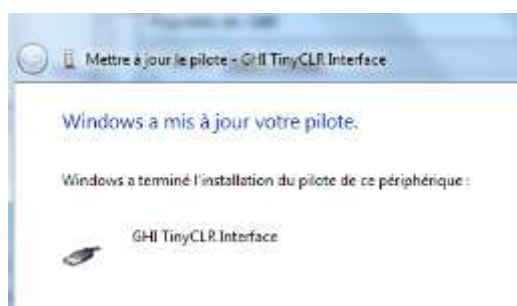 Mettre à jour le pilote - GHI TinyCLR Interface
Windows a mis à jour votre pilote.
Windows a terminé l'installation du pilote de ce périphérique :
GHI TinyCLR Interface